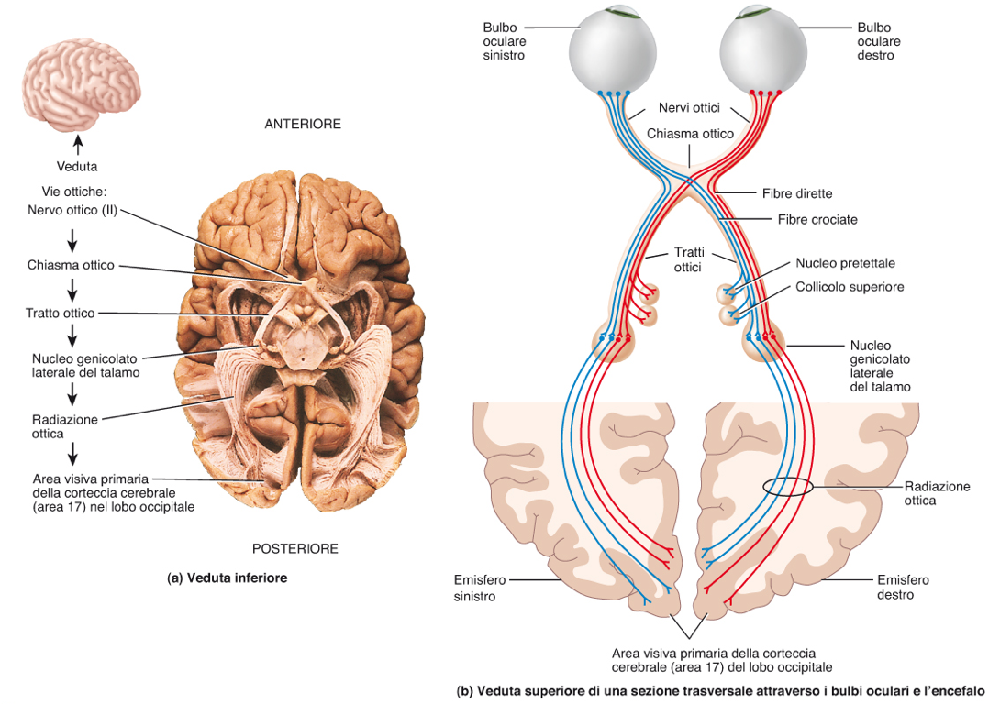 ANTERIORE
Veduta
Vie ottiche:
Nervo ottico (II)
Chiasma ottico
Tratto ottico
Nucleo genicolato
laterale del talamo
Radiazione
ottica
Area visiva primaria
della corteccia cerebrale
(area 17) nel lobo occipitale
POSTERIORE
(a) Veduta inferiore
Bulbo
oculare
sinistro
Bulbo
oculare
destro
Nervi ottici
Chiasma ottico
Fibre dirette
Fibre crociate
Tratti
ottici
Nucleo pretettale
Collicolo superiore
Nucleo
genicolato
laterale
del talamo
Radiazione
ottica
Emisfero
sinistro
Emisfero
destro
Area visiva primaria della corteccia
cerebrale (area 17) del lobo occipitale
(b) Veduta superiore di una sezione trasversale attraverso i bulbi oculari e l'encefalo